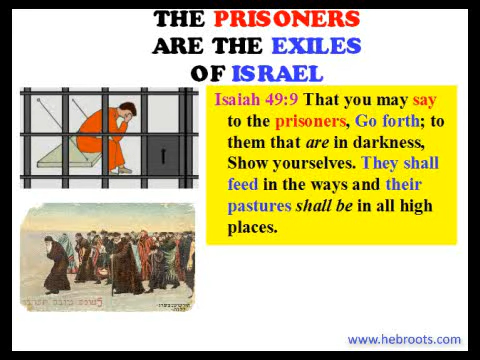 THE PRISONERS
ARE THE EXILES
OF ISRAEL
Isaiah 49:9 That you may say
to the prisoners, Go forth; to
them that are in darkness,
Show yourselves. They shall
feed in the ways and their
pastures shall be in all high
places.
www.hebroots.com